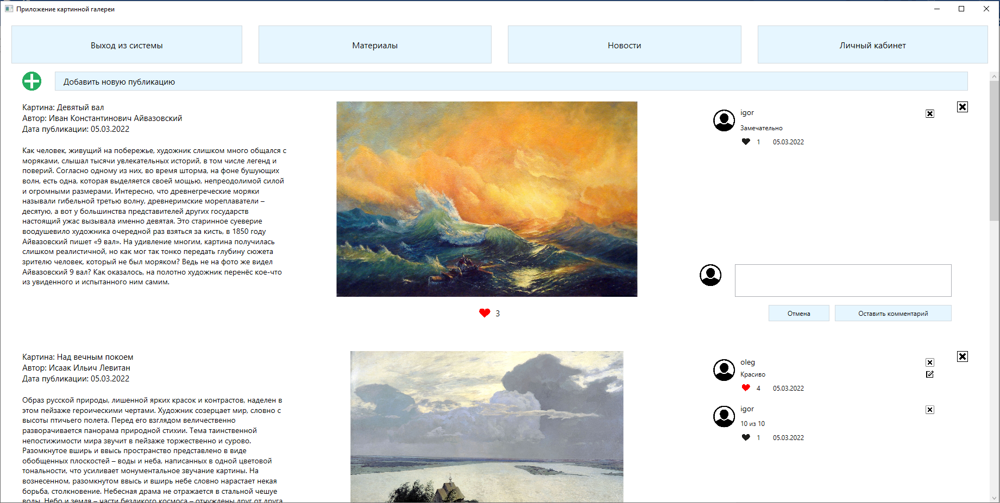 Приложение картинной галереи
Выход из системы
Материалы
Новости
Личный кабинет
Добавить новую публикацию
Картина: Девятый вал
Автор: Иван Константинович Айвазовский
Дата публикации: 05.03.2022
Как человек, живущий на побережье, художник слишком много общался с
моряками, слышал тысячи увлекательных историй, в том числе легенд и
поверий. Согласно одному из них, во время шторма, на фоне бушующих
волн, есть одна, которая выделяется своей мощью, непреодолимой силой
и огромными размерами. Интересно, что древнегреческие моряки
называли гибельной третью волну, древнеримские мореплаватели –
десятую, а вот у большинства представителей других государств
настоящий ужас вызывала именно девятая. Это старинное суеверие
воодушевило художника очередной раз взяться за кисть, в 1850 году
Айвазовский пишет «9 вал». На удивление многим, картина получилась
слишком реалистичной, но как мог так тонко передать глубину сюжета
зрителю человек, который не был моряком? Ведь не на фото же видел
Айвазовский 9 вал? Как оказалось, на полотно художник перенёс кое-что
из увиденного и испытанного ним самим.
3
igor
Замечательно
1 05.03.2022
Отмена
Оставить комментарий
Картина: Над вечным покоем
Автор: Исаак Ильич Левитан
Дата публикации: 05.03.2022
Образ русской природы, лишенной ярких красок и контрастов, наделен в
этом пейзаже героическими чертами. Художник созерцает мир, словно с
высоты птичьего полета. Перед его взглядом величественно
разворачивается панорама природной стихии. Тема таинственной
непостижимости мира звучит в пейзаже торжественно и сурово.
Разомкнутое вширь и ввысь пространство представлено в виде
обобщенных плоскостей – воды и неба, написанных в одной цветовой
тональности, что усиливает монументальное звучание картины. На
вознесенном, разомкнутом ввысь и вширь небе словно нарастает некая
борьба, столкновение. Небесная драма не отражается в стальной чешуе
воды. Небо и земля – части безликого космоса – отчуждены друг от друга
oleg
Красиво
4 05.03.2022
igor
10 из 10
1 05.03.2022